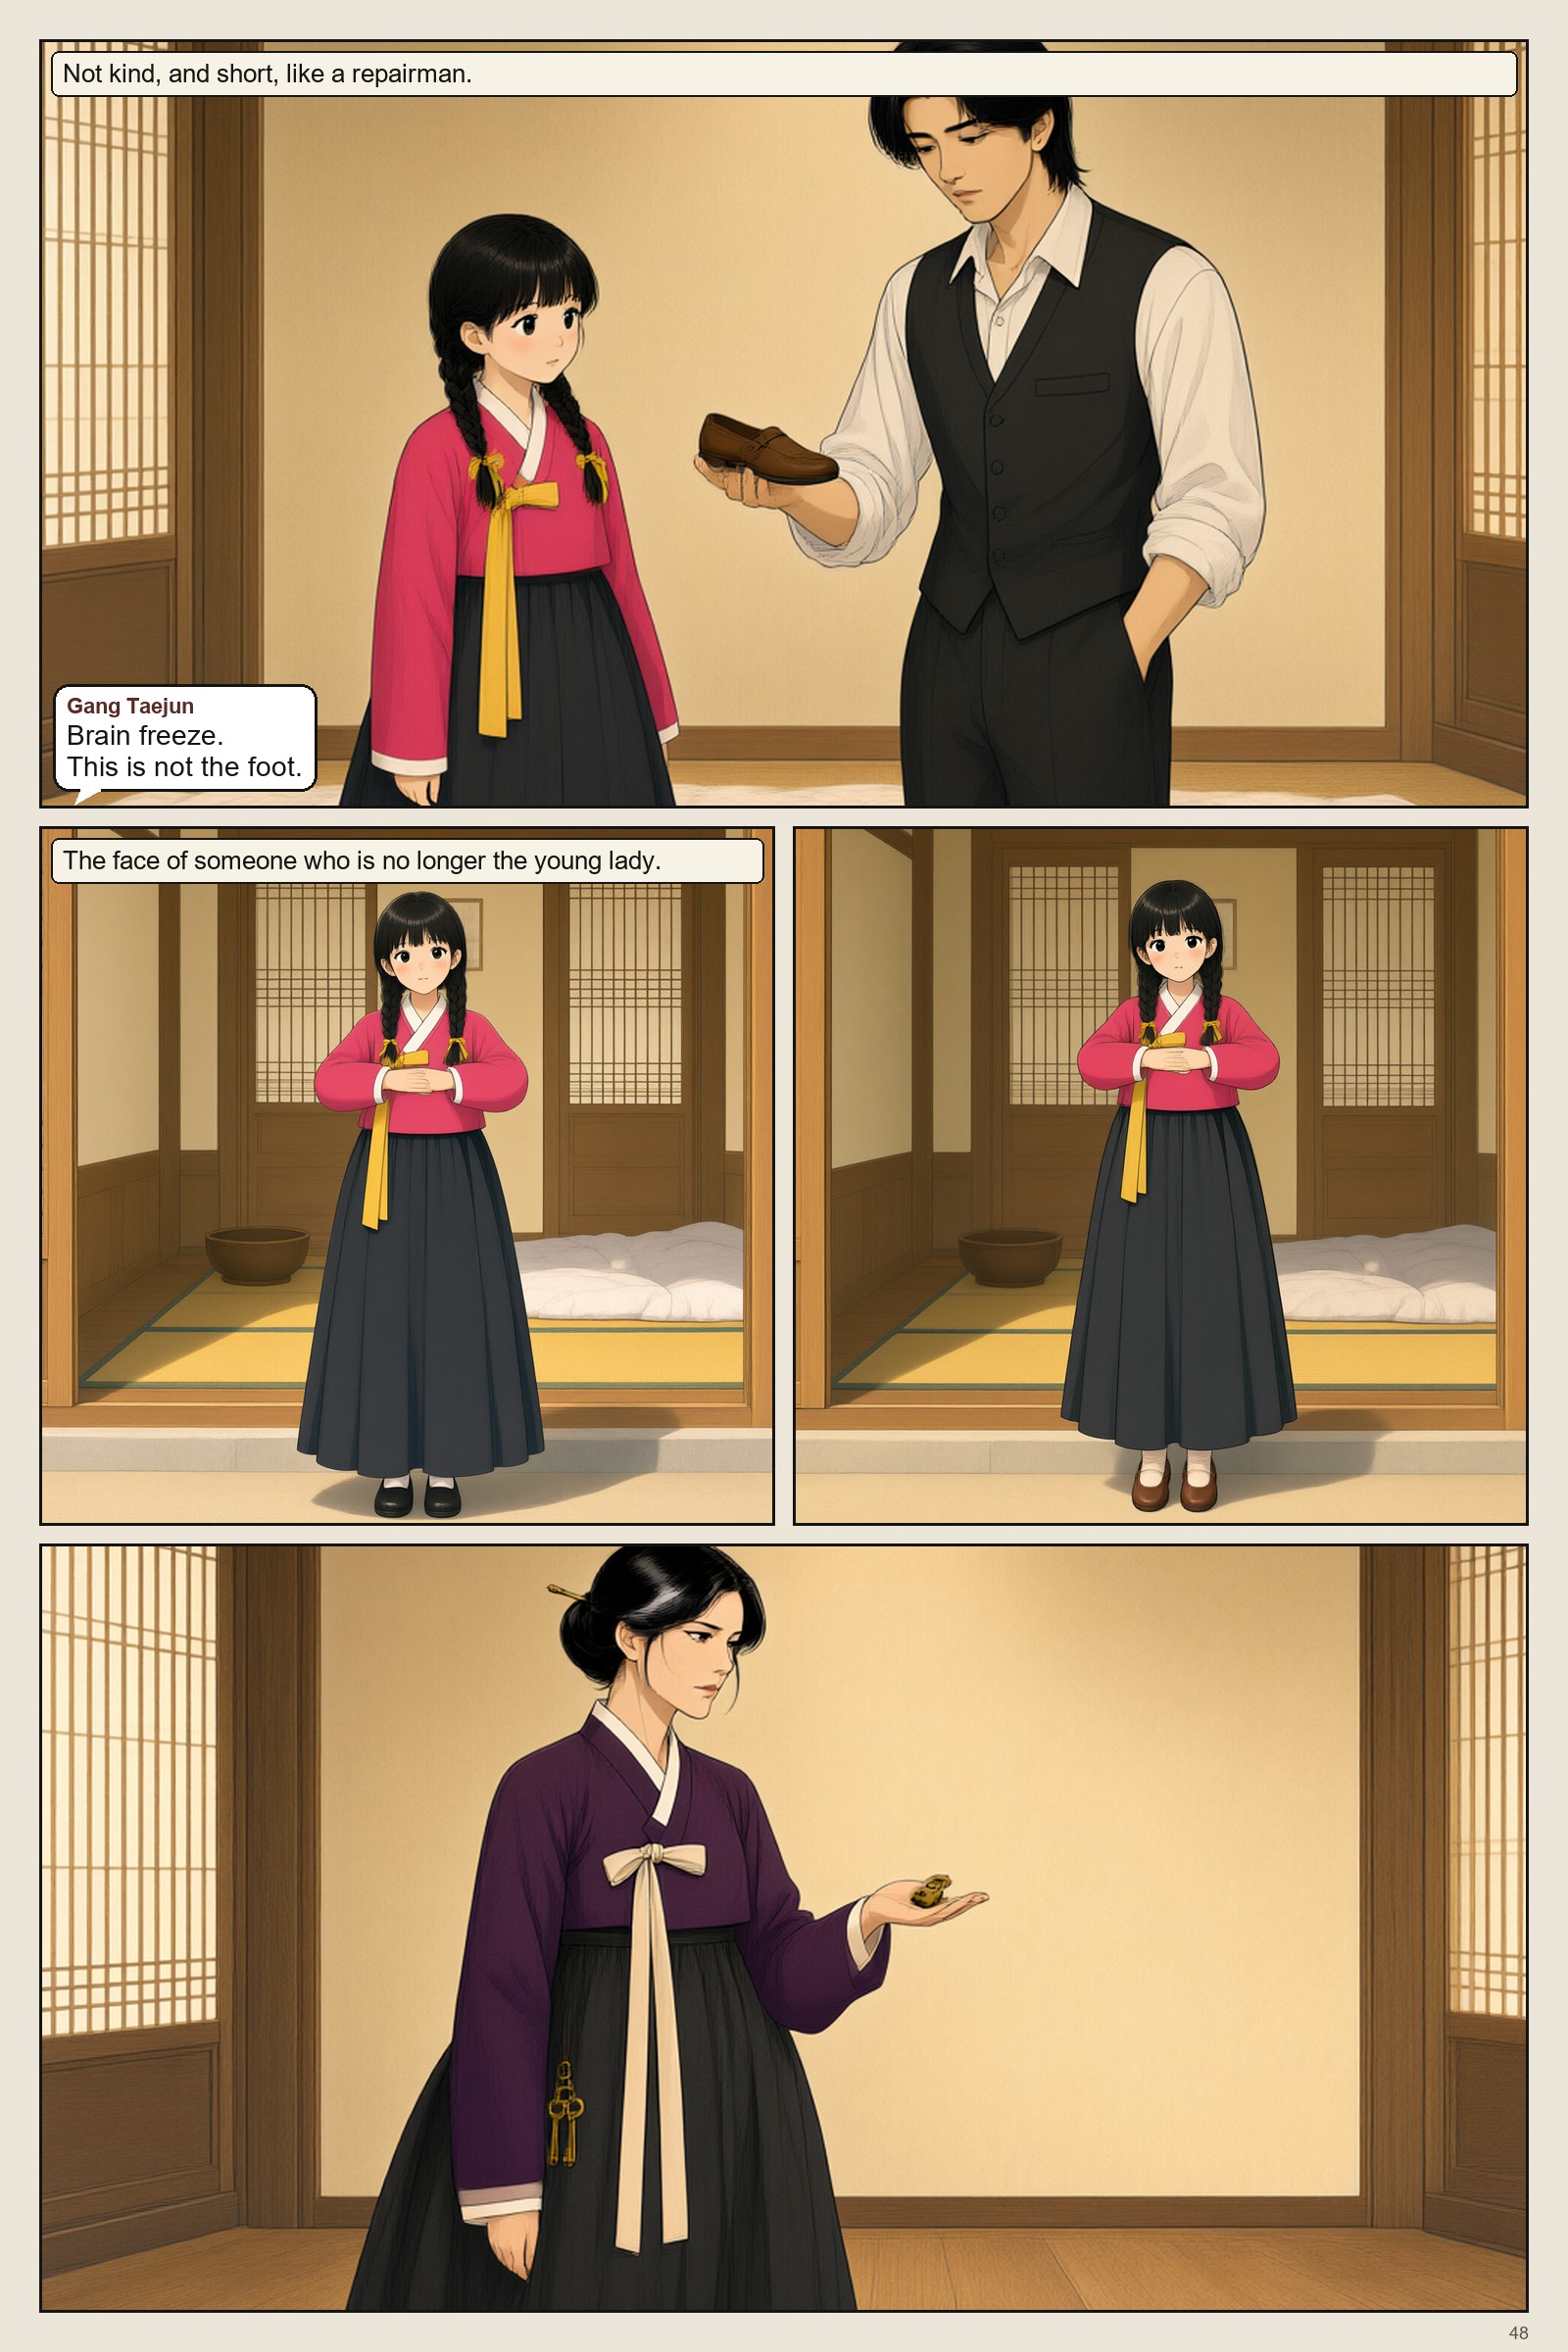 Not kind, and short, like a repairman.
Gang Taejun
Brain freeze.
This is not the foot.
The face of someone who is no longer the young lady.
48